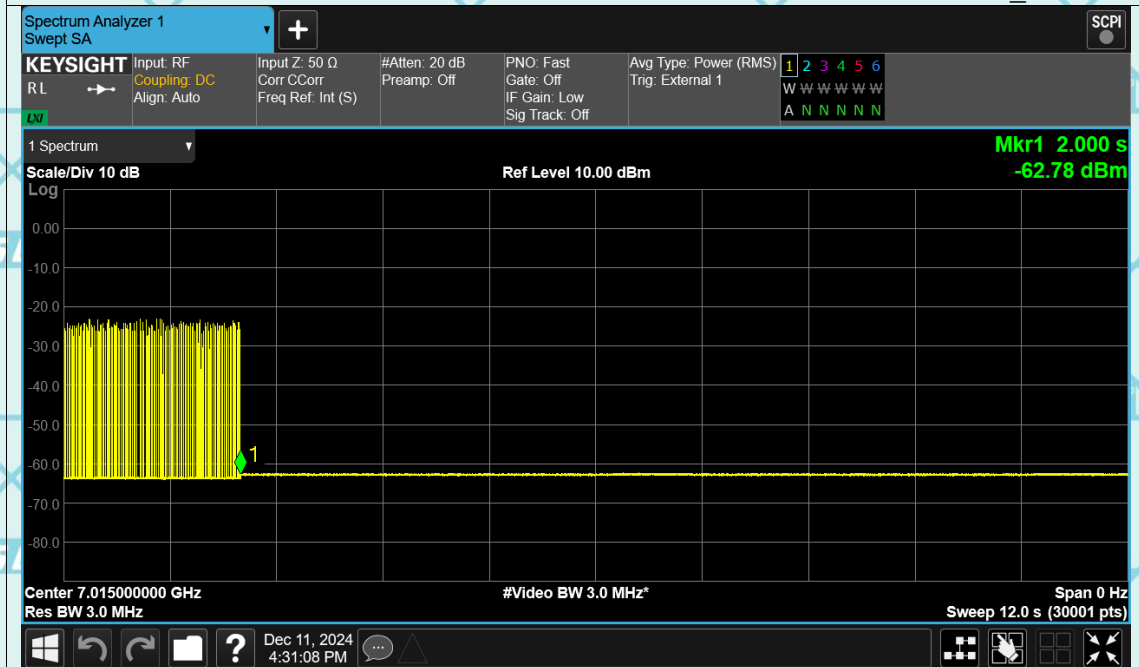 Spectrum Analyzer 1
Swept SA
+
SCPI
KEYSIGHT
RL
LXI
Input: RF
Coupling: DC
Align: Auto
Input Z: 50 Ω
Corr CCorr
Freq Ref: Int (S)
#Atten: 20 dB
Preamp: Off
PNO: Fast
Gate: Off
IF Gain: Low
Sig Track: Off
Avg Type: Power (RMS)
Trig: External 1
1 2 3 4 5 6
W W W W W W
A N N N N N
1 Spectrum
Mkr1 2.000 s
-62.78 dBm
Scale/Div 10 dB
Ref Level 10.00 dBm
Log
0.00
-10.0
-20.0
-30.0
-40.0
-50.0
1
-60.0
-70.0
-80.0
Center 7.015000000 GHz
#Video BW 3.0 MHz*
Span 0 Hz
Res BW 3.0 MHz
Sweep 12.0 s (30001 pts)
?
Dec 11, 2024
4:31:08 PM